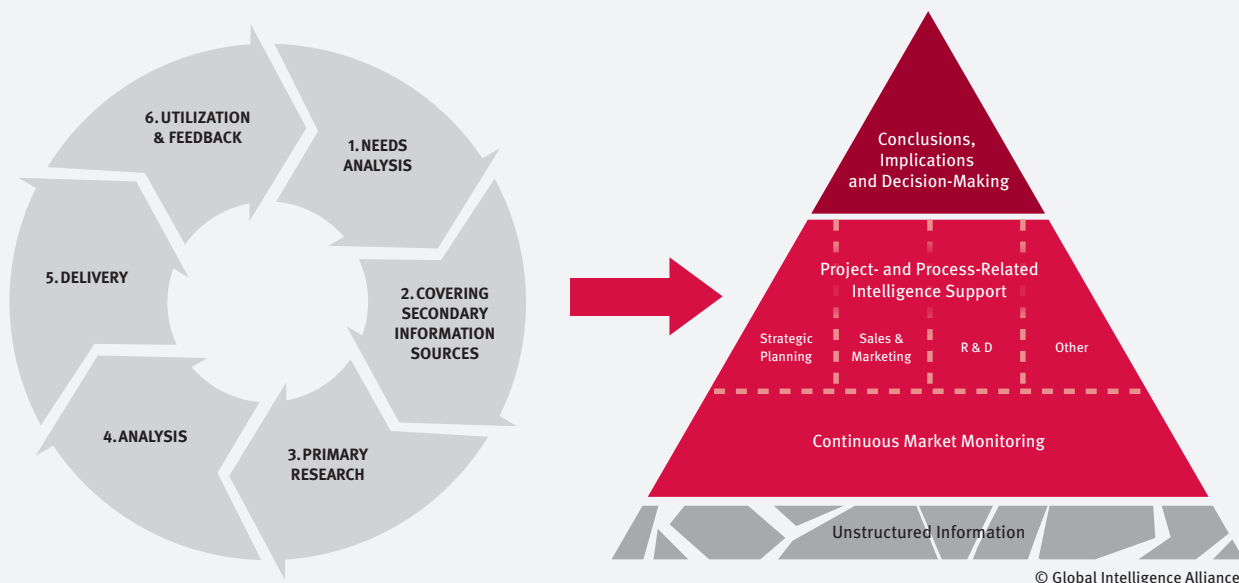 6. UTILIZATION
& FEEDBACK
1. NEEDS
ANALYSIS
2. COVERING
SECONDARY
INFORMATION
SOURCES
3. PRIMARY
RESEARCH
4. ANALYSIS
5. DELIVERY
Conclusions,
Implications
and Decision-Making
Project- and Process-Related
Intelligence Support
Strategic
Planning
Sales &
Marketing
R & D
Other
Continuous Market Monitoring
Unstructured Information
© Global Intelligence Alliance